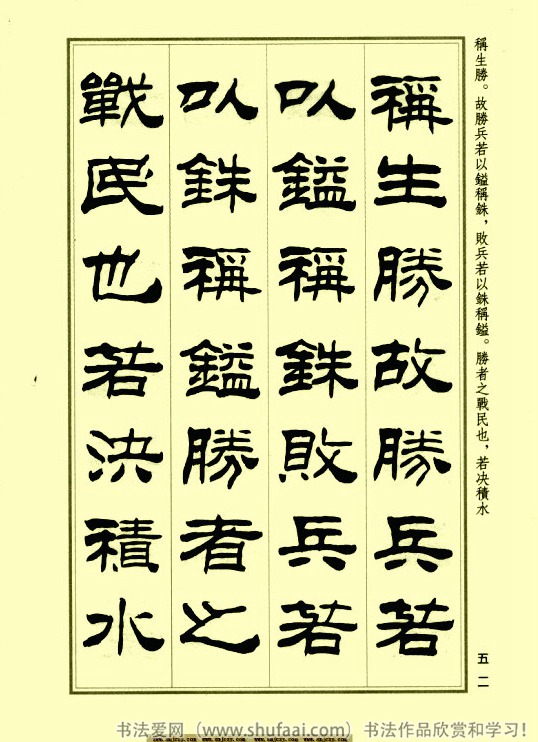 稱生勝。故勝兵若以鎰稱銖，敗兵若以銖稱鎰。勝者之戰民也，若決積水
稱生勝故勝兵若
以鎰稱銖敗兵若
以銖稱鎰勝者之
戰民也若決積水
五二
书法爱网（www.shufaai.com）书法作品欣赏和学习！